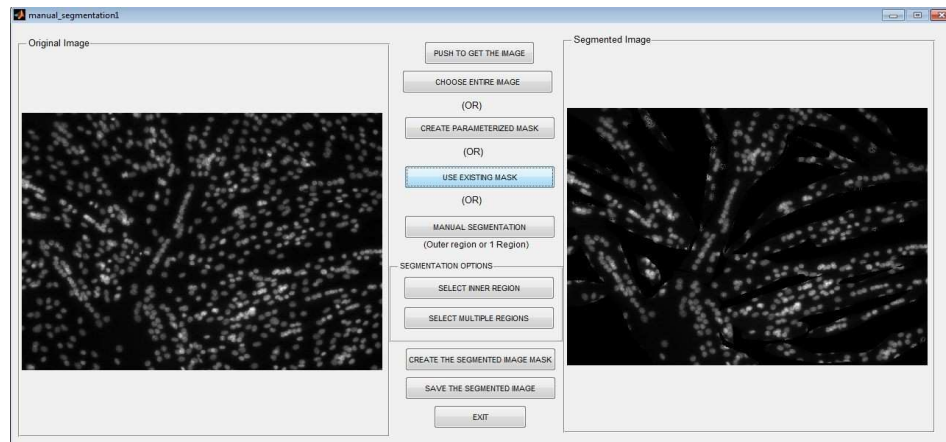 manual_segmentation1
Original Image
PUSH TO GET THE IMAGE
CHOOSE ENTIRE IMAGE
(OR)
CREATE PARAMETERIZED MASK
(OR)
USE EXISTING MASK
(OR)
MANUAL SEGMENTATION
(Outer region or 1 Region)
SEGMENTATION OPTIONS
SELECT INNER REGION
SELECT MULTIPLE REGIONS
CREATE THE SEGMENTED IMAGE MASK
SAVE THE SEGMENTED IMAGE
EXIT
Segmented Image